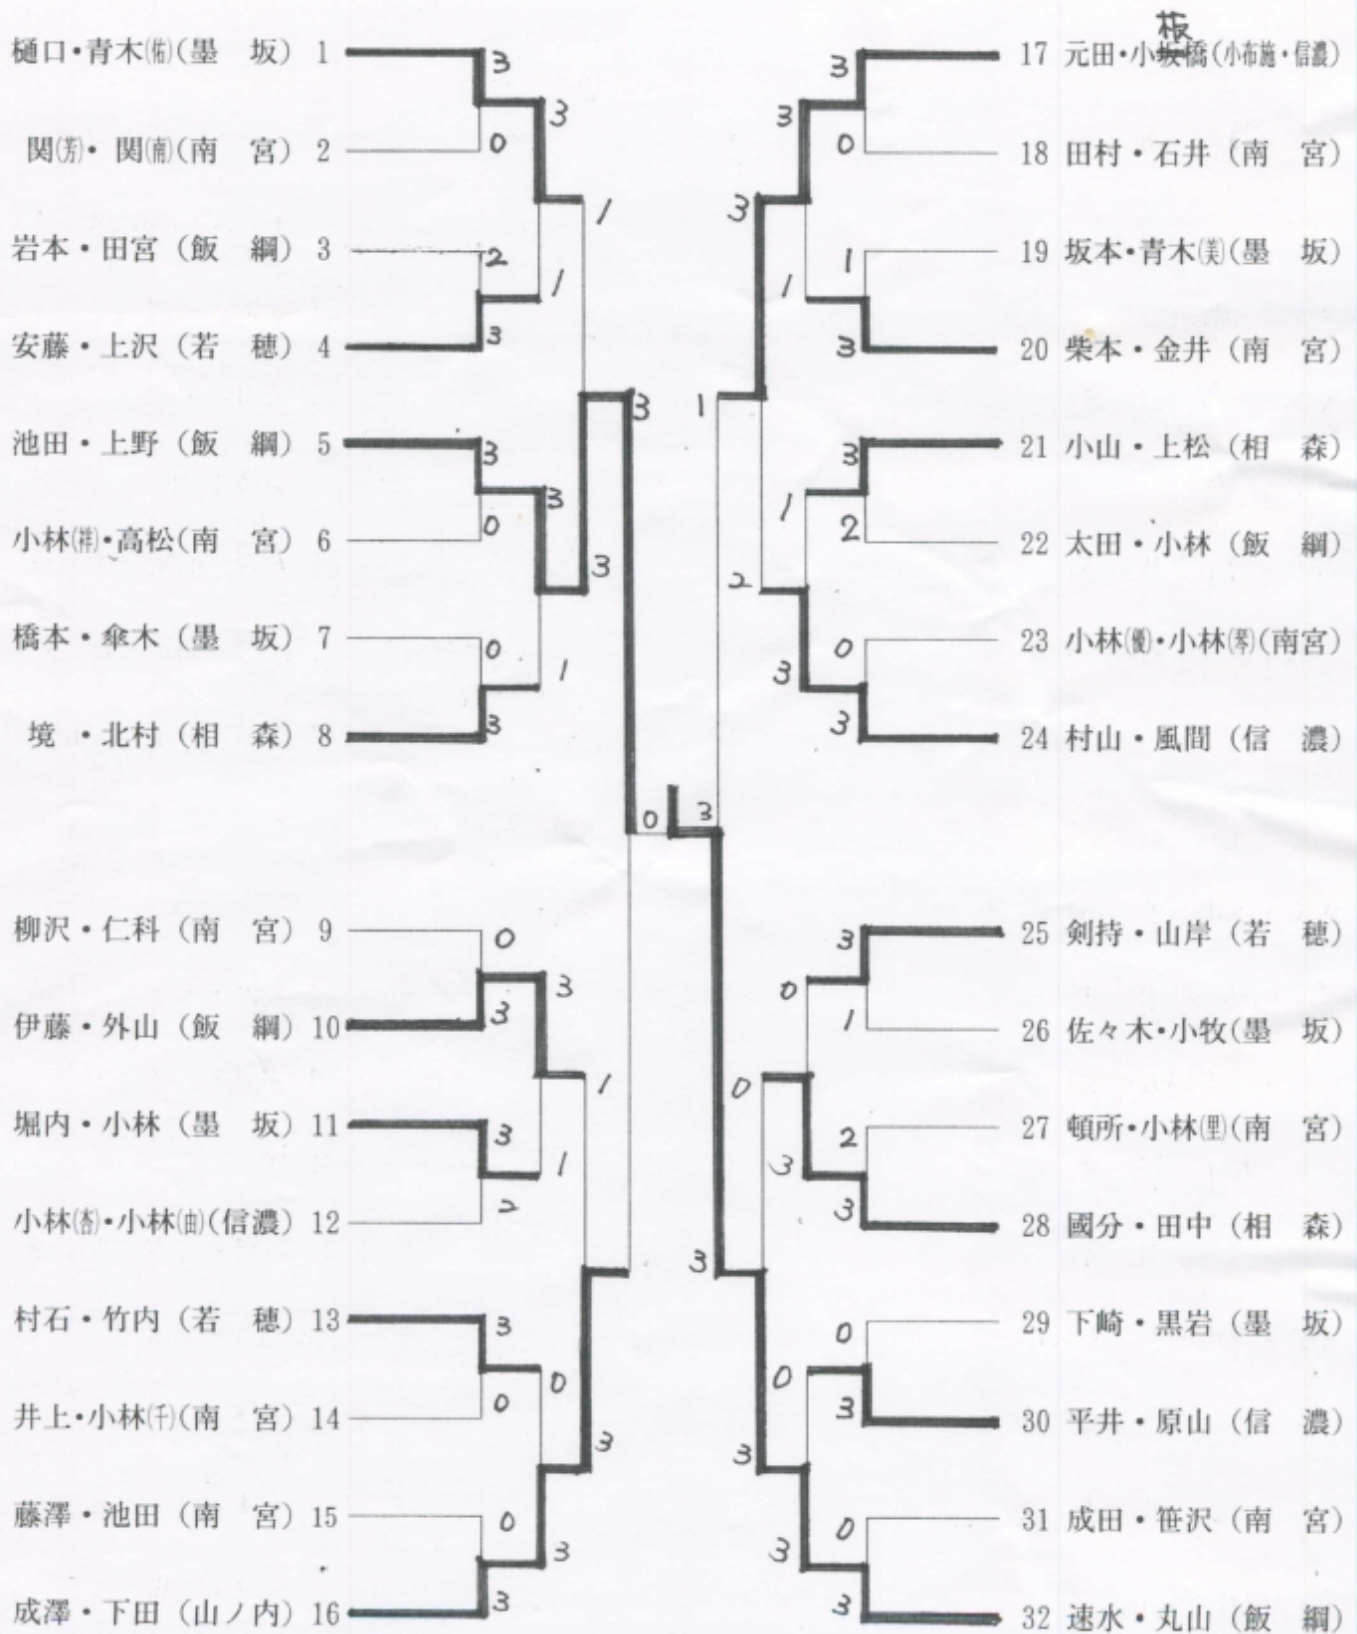 樋口・青木(佑)(墨 坂) 1
関(芳)・関(南)(南 宮) 2
岩本・田宮 (飯 綱) 3
安藤・上沢 (若 穂) 4
池田・上野 (飯 綱) 5
小林(祥)・高松(南 宮) 6
橋本・傘木 (墨 坂) 7
境 ・北村 (相 森) 8
柳沢・仁科 (南 宮) 9
伊藤・外山 (飯 綱) 10
堀内・小林 (墨 坂) 11
小林(杏)・小林(由)(信濃) 12
村石・竹内 (若 穂) 13
井上・小林(千)(南 宮) 14
藤澤・池田 (南 宮) 15
成澤・下田 (山ノ内) 16
3
0
2
3
3
0
0
3
0
3
3
2
3
0
0
3
3
1
3
1
3
1
0
3
1
3
1
3
3
0
3
1
3
2
0
3
3
1
1
3
0
3
0
3
3
0
1
3
3
2
0
3
3
1
2
3
0
3
0
3
板
17 元田・小坂橋(小布施・信濃)
18 田村・石井 (南 宮)
19 坂本・青木(美)(墨 坂)
20 柴本・金井 (南 宮)
21 小山・上松 (相 森)
22 太田・小林 (飯 綱)
23 小林(優)・小林(琴)(南宮)
24 村山・風間 (信 濃)
25 剣持・山岸 (若 穂)
26 佐々木・小牧(墨 坂)
27 頓所・小林(里)(南 宮)
28 國分・田中 (相 森)
29 下崎・黒岩 (墨 坂)
30 平井・原山 (信 濃)
31 成田・笹沢 (南 宮)
32 速水・丸山 (飯 綱)